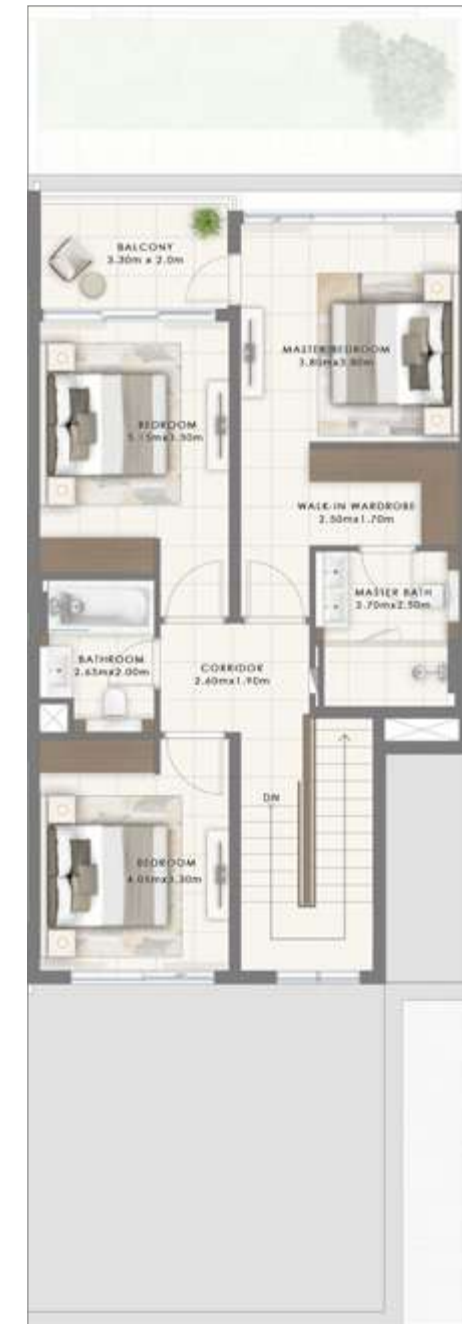 BALCONY
3.30m x 2.0m
MASTER BEDROOM
3.80mx3.80m
BEDROOM
5.15mx3.30m
WALK-IN WARDROBE
2.50mx1.70m
MASTER BATH
2.50m
BATHROOM
2.65mx2.00m
CORRIDOR
2.60mx1.90m
DN
BEDROOM
4.05mx3.30m